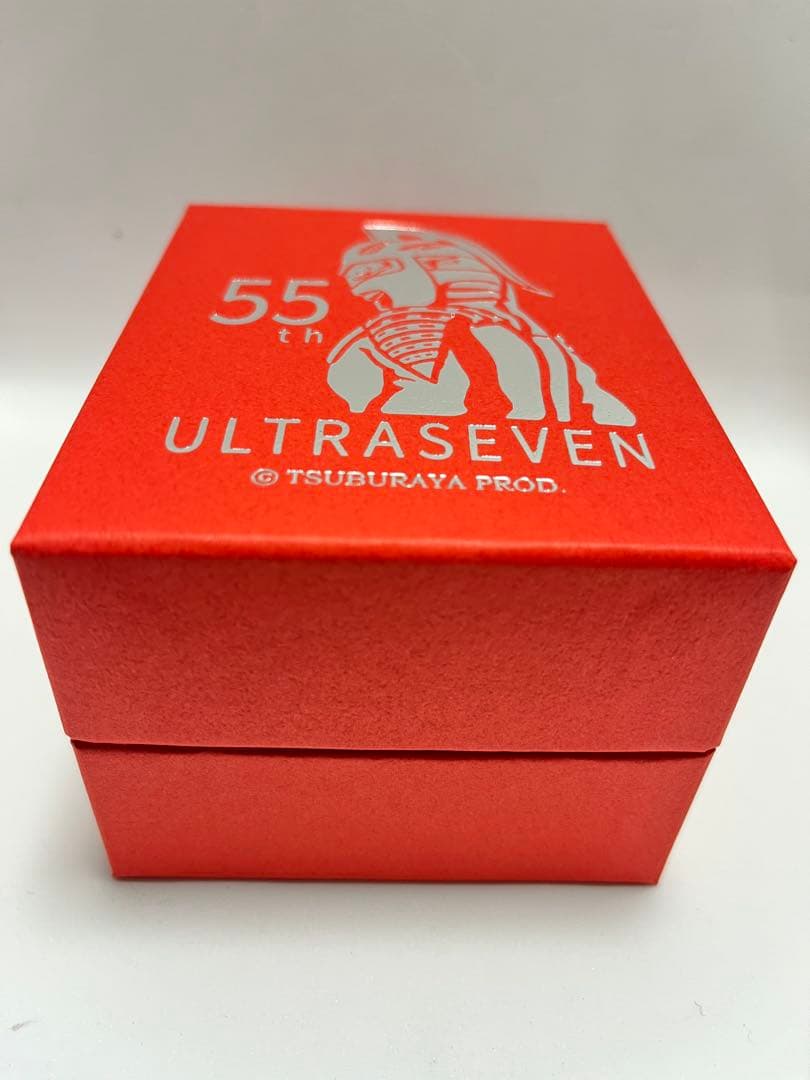 55
th
ULTRASEVEN
© TSUBURAYA PROD.